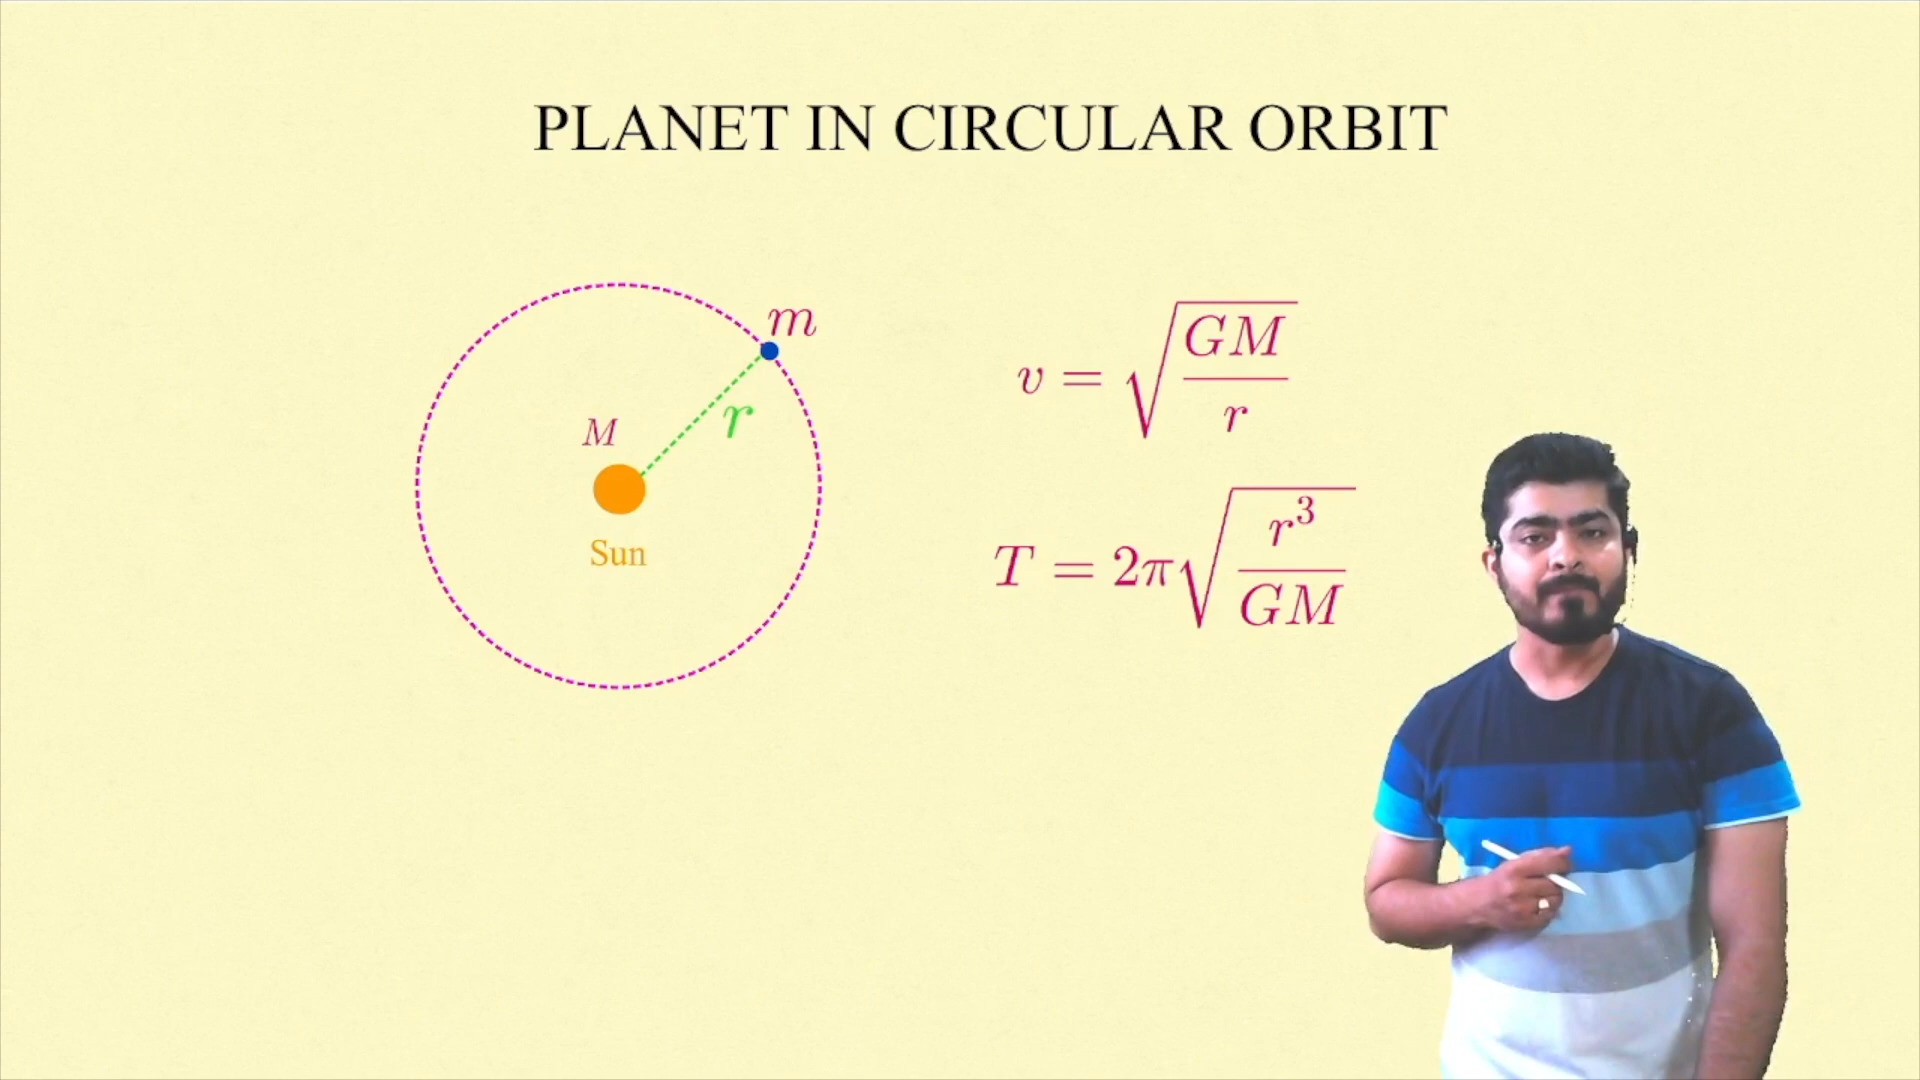 PLANET IN CIRCULAR ORBIT
m
r
M
Sun
v = √(GM/r)
T = 2π√(r³/GM)